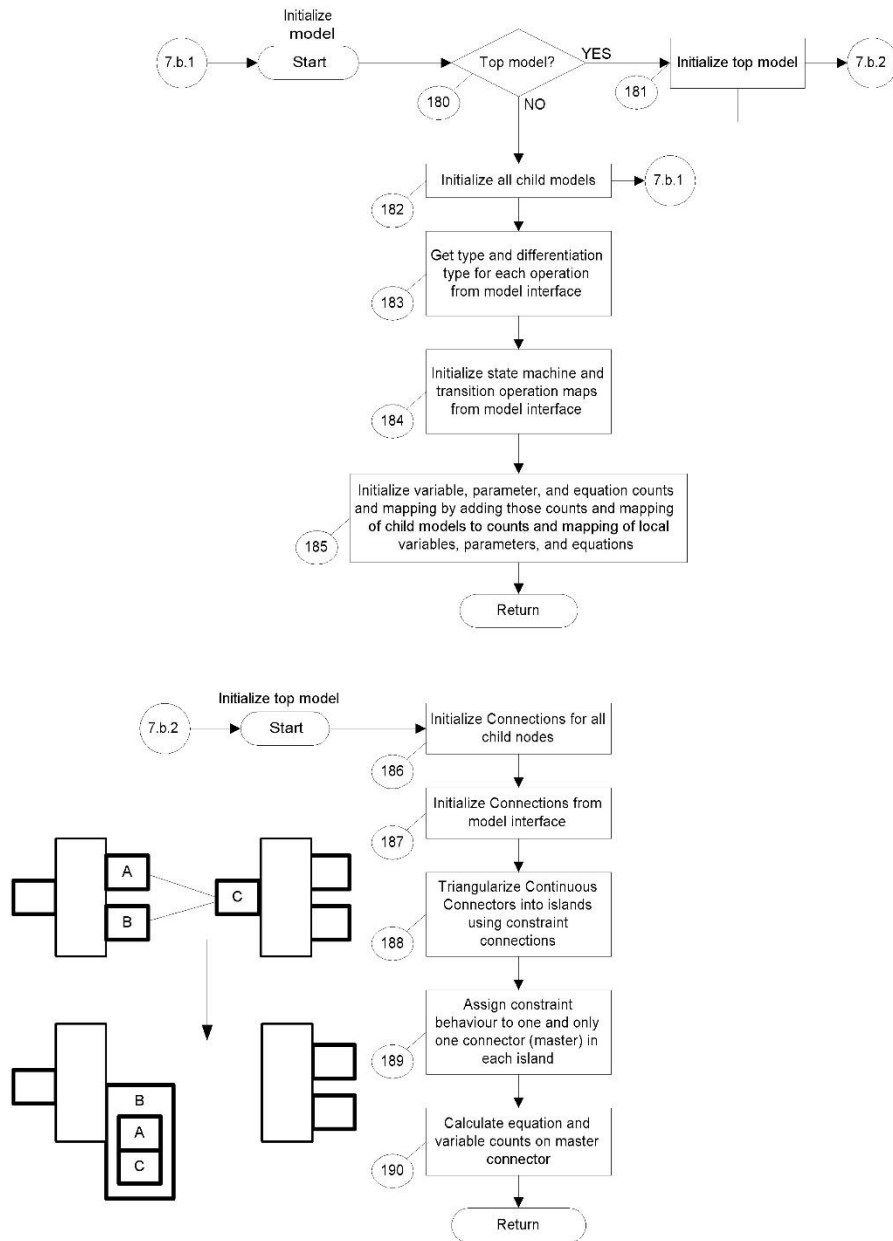 Initialize
model
7.b.1
Start
Top model?
YES
Initialize top model
7.b.2
180
181
NO
Initialize all child models
7.b.1
182
Get type and differentiation
type for each operation
from model interface
183
Initialize state machine and
transition operation maps
from model interface
184
Initialize variable, parameter, and equation counts
and mapping by adding those counts and mapping
of child models to counts and mapping of local
variables, parameters, and equations
185
Return
Initialize top model
7.b.2
Start
Initialize Connections for all
child nodes
186
Initialize Connections from
model interface
187
A
B
C
Triangularize Continuous
Connectors into islands
using constraint
connections
188
Assign constraint
behaviour to one and only
one connector (master) in
each island
189
B
A
C
Calculate equation and
variable counts on master
connector
190
Return